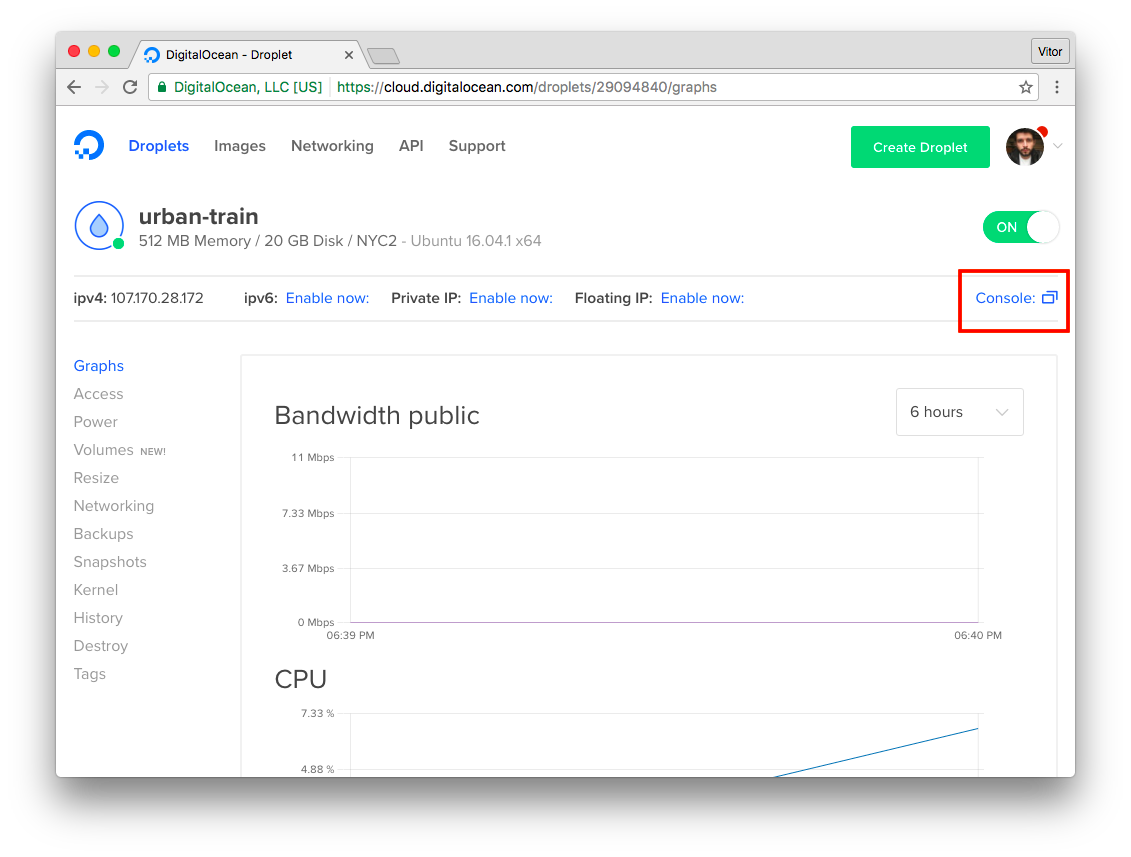 DigitalOcean - Droplet
Vitor
DigitalOcean, LLC [US] https://cloud.digitalocean.com/droplets/29094840/graphs
Droplets Images Networking API Support Create Droplet
urban-train
512 MB Memory / 20 GB Disk / NYC2 - Ubuntu 16.04.1 x64
ON
ipv4: 107.170.28.172 ipv6: Enable now: Private IP: Enable now: Floating IP: Enable now: Console:
Graphs
Access
Power
Volumes NEW!
Resize
Networking
Backups
Snapshots
Kernel
History
Destroy
Tags
Bandwidth public
6 hours
11 Mbps
7.33 Mbps
3.67 Mbps
0 Mbps
06:39 PM 06:40 PM
CPU
7.33 %
4.88 %